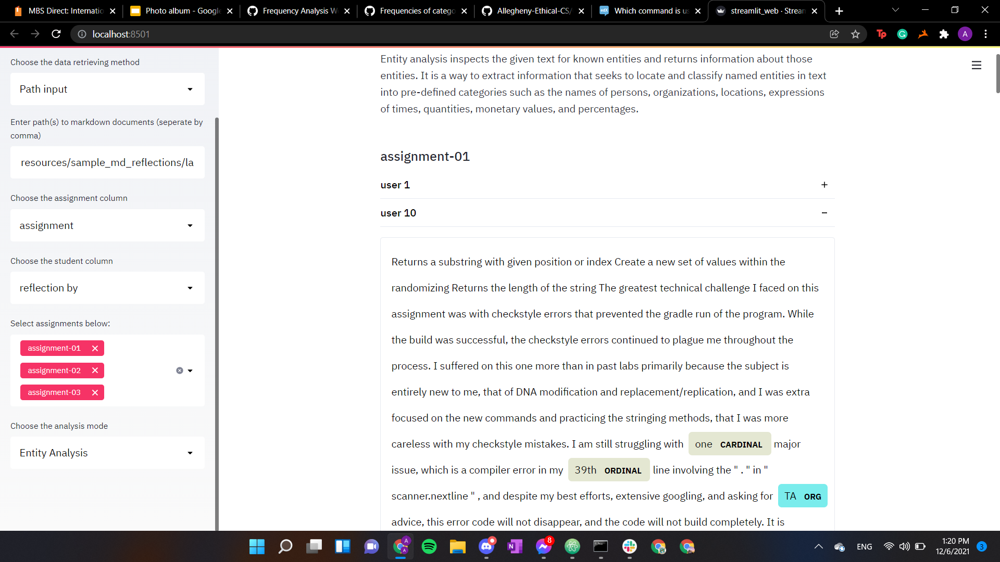 MBS Direct: Internatio
Photo album - Google
Frequency Analysis W
Frequencies of catego
Allegheny-Ethical-CS/
edX
Which command is us
streamlit_web · Stream
localhost:8501
Tp
G
A
Choose the data retrieving method
Path input
Enter path(s) to markdown documents (seperate by
comma)
resources/sample_md_reflections/la
Choose the assignment column
assignment
Choose the student column
reflection by
Select assignments below:
assignment-01
assignment-02
assignment-03
Choose the analysis mode
Entity Analysis
Entity analysis inspects the given text for known entities and returns information about those
entities. It is a way to extract information that seeks to locate and classify named entities in text
into pre-defined categories such as the names of persons, organizations, locations, expressions
of times, quantities, monetary values, and percentages.
assignment-01
user 1
user 10
Returns a substring with given position or index Create a new set of values within the
randomizing Returns the length of the string The greatest technical challenge I faced on this
assignment was with checkstyle errors that prevented the gradle run of the program. While
the build was successful, the checkstyle errors continued to plague me throughout the
process. I suffered on this one more than in past labs primarily because the subject is
entirely new to me, that of DNA modification and replacement/replication, and I was extra
focused on the new commands and practicing the stringing methods, that I was more
careless with my checkstyle mistakes. I am still struggling with one CARDINAL major
issue, which is a compiler error in my 39th ORDINAL line involving the " . " in "
scanner.nextline " , and despite my best efforts, extensive googling, and asking for TA ORG
advice, this error code will not disappear, and the code will not build completely. It is
A
A
N
8
ENG
1:20 PM
12/6/2021
3